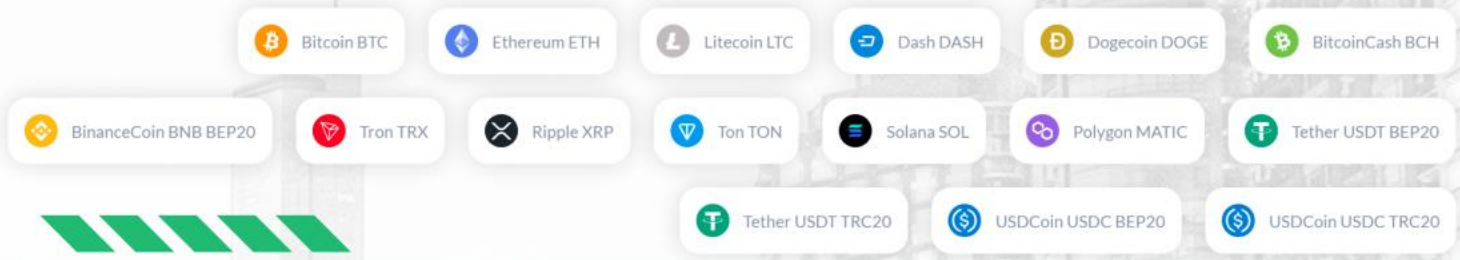 Bitcoin BTC Ethereum ETH Litecoin LTC Dash DASH Dogecoin DOGE BitcoinCash BCH
BinanceCoin BNB BEP20 Tron TRX Ripple XRP Ton TON Solana SOL Polygon MATIC Tether USDT BEP20
Tether USDT TRC20 USDCoin USDC BEP20 USDCoin USDC TRC20